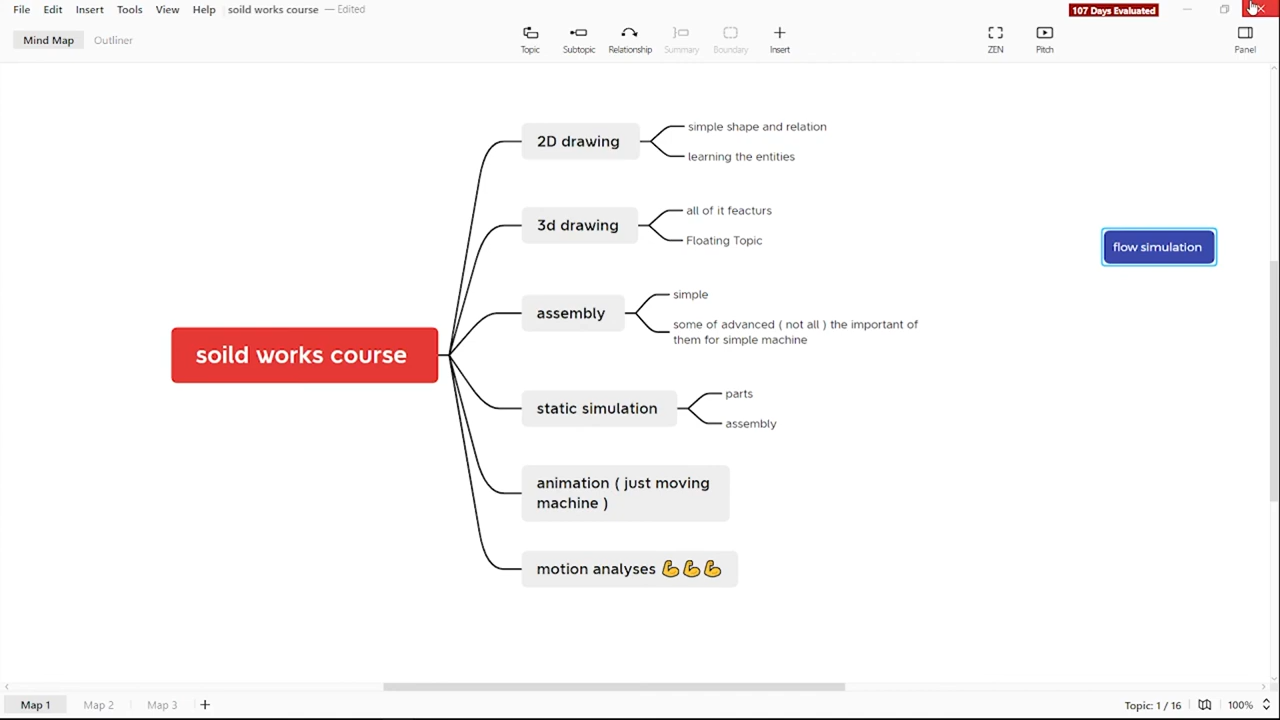 File Edit Insert Tools View Help soild works course — Edited
107 Days Evaluated
Mind Map Outliner
Topic Subtopic Relationship Summary Boundary Insert ZEN Pitch Panel
2D drawing
simple shape and relation
learning the entities
3d drawing
all of it feacturs
Floating Topic
flow simulation
assembly
simple
some of advanced ( not all ) the important of
them for simple machine
soild works course
static simulation
parts
assembly
animation ( just moving
machine )
motion analyses 💪💪💪
Map 1 Map 2 Map 3 +
Topic: 1 / 16 100%